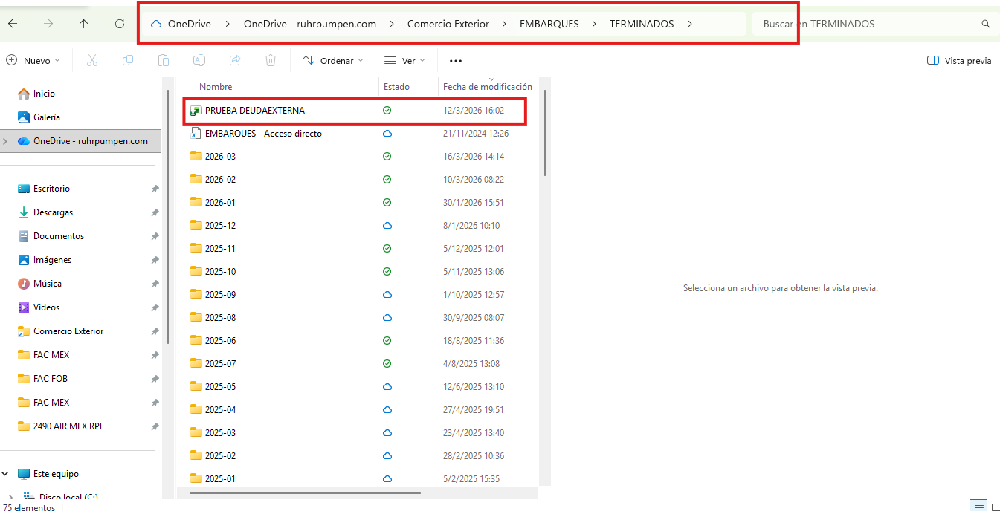 OneDrive > OneDrive - ruhrpumpen.com > Comercio Exterior > EMBARQUES > TERMINADOS >
Buscar en TERMINADOS
Nuevo
Ordenar
Ver
Vista previa
Inicio
Galería
OneDrive - ruhrpumpen.com
Escritorio
Descargas
Documentos
Imágenes
Música
Videos
Comercio Exterior
FAC MEX
FAC FOB
FAC MEX
2490 AIR MEX RPI
Este equipo
Disco local (C:)
Nombre Estado Fecha de modificación
PRUEBA DEUDAEXTERNA 12/3/2026 16:02
EMBARQUES - Acceso directo 21/11/2024 12:26
2026-03 16/3/2026 14:14
2026-02 10/3/2026 08:22
2026-01 30/1/2026 15:51
2025-12 8/1/2026 10:10
2025-11 5/12/2025 12:01
2025-10 5/11/2025 13:06
2025-09 1/10/2025 12:57
2025-08 30/9/2025 08:07
2025-06 18/8/2025 11:36
2025-07 4/8/2025 13:08
2025-05 12/6/2025 13:10
2025-04 27/4/2025 19:51
2025-03 23/4/2025 13:40
2025-02 28/2/2025 10:36
2025-01 5/2/2025 15:35
Selecciona un archivo para obtener la vista previa.
75 elementos